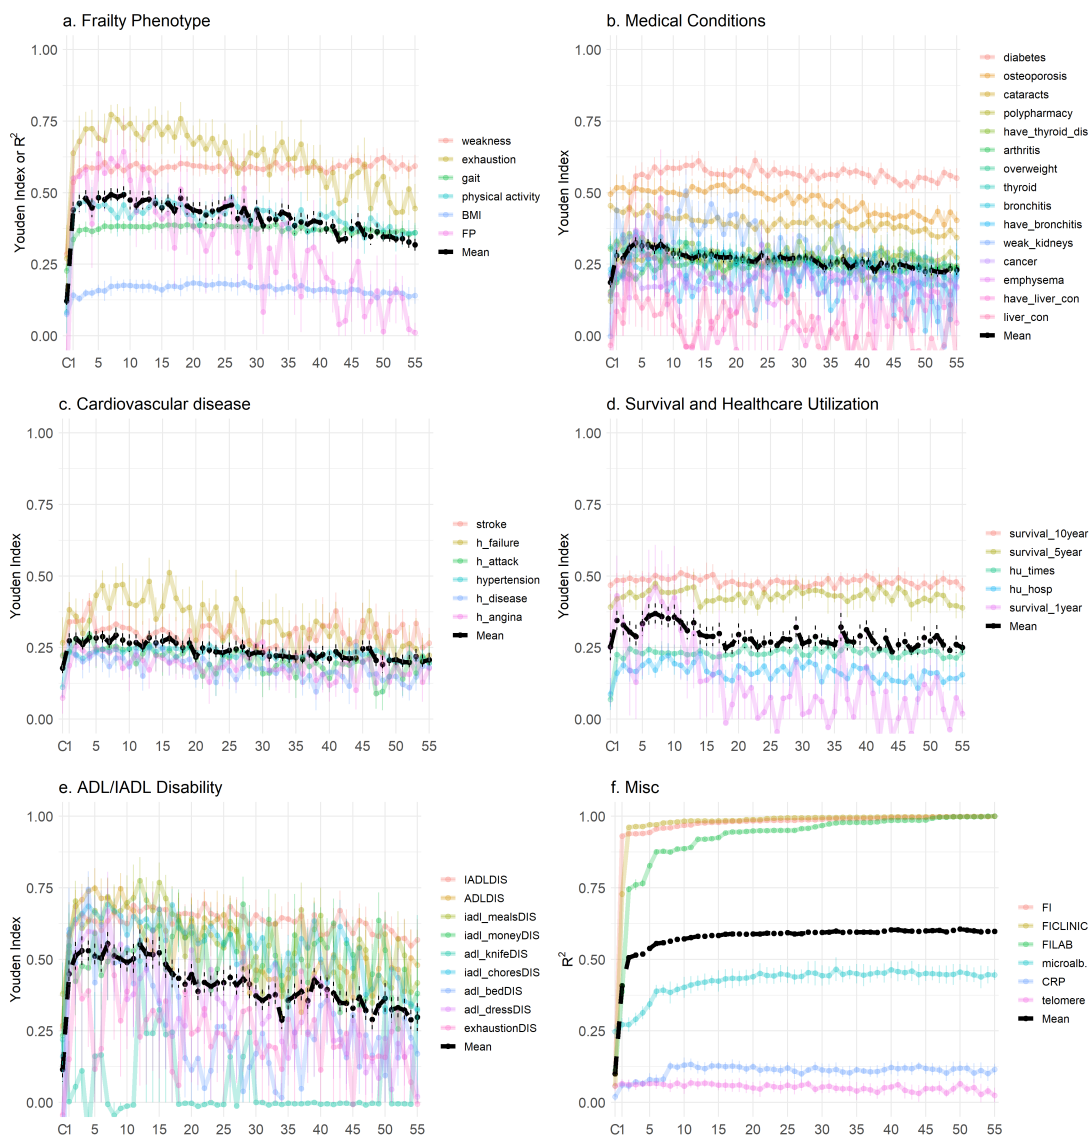 a. Frailty Phenotype
1.00
0.75
0.50
0.25
0.00
Youden Index or R²
C1 5 10 15 20 25 30 35 40 45 50 55
weakness
exhaustion
gait
physical activity
BMI
FP
Mean
b. Medical Conditions
1.00
0.75
0.50
0.25
0.00
Youden Index
C1 5 10 15 20 25 30 35 40 45 50 55
diabetes
osteoporosis
cataracts
polypharmacy
have_thyroid_dis
arthritis
overweight
thyroid
bronchitis
have_bronchitis
weak_kidneys
cancer
emphysema
have_liver_con
liver_con
Mean
c. Cardiovascular disease
1.00
0.75
0.50
0.25
0.00
Youden Index
C1 5 10 15 20 25 30 35 40 45 50 55
stroke
h_failure
h_attack
hypertension
h_disease
h_angina
Mean
d. Survival and Healthcare Utilization
1.00
0.75
0.50
0.25
0.00
Youden Index
C1 5 10 15 20 25 30 35 40 45 50 55
survival_10year
survival_5year
hu_times
hu_hosp
survival_1year
Mean
e. ADL/IADL Disability
1.00
0.75
0.50
0.25
0.00
Youden Index
C1 5 10 15 20 25 30 35 40 45 50 55
IADLDIS
ADLDIS
iadl_mealsDIS
iadl_moneyDIS
adl_knifeDIS
iadl_choresDIS
adl_bedDIS
adl_dressDIS
exhaustionDIS
Mean
f. Misc
1.00
0.75
0.50
0.25
0.00
R²
C1 5 10 15 20 25 30 35 40 45 50 55
FI
FICLINIC
FILAB
microalb.
CRP
telomere
Mean